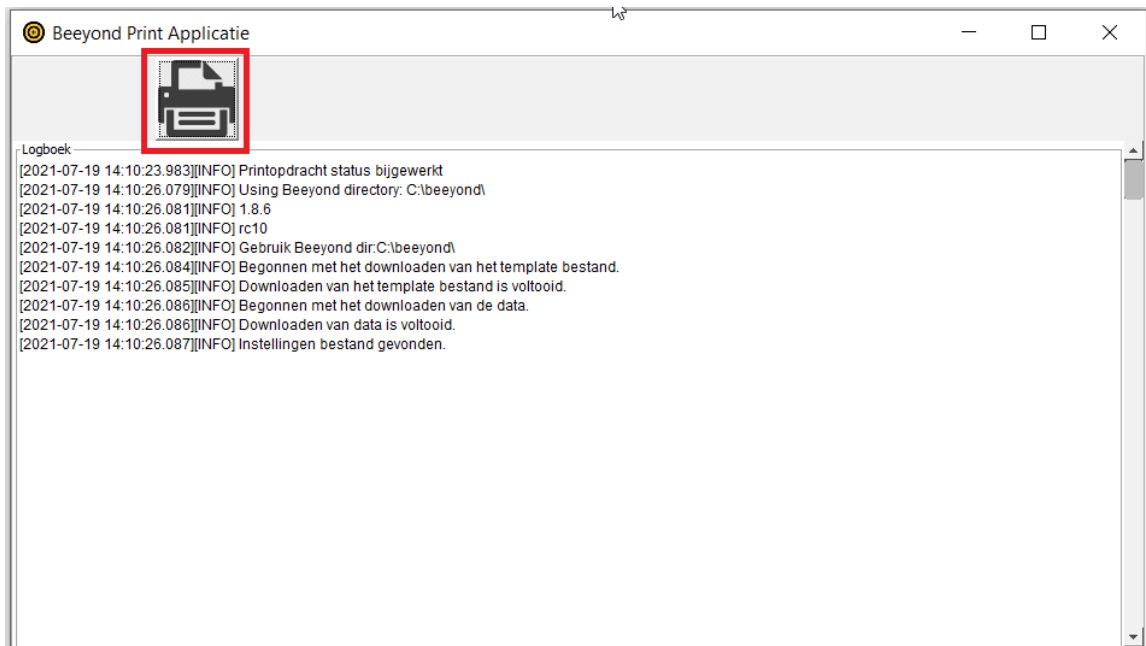 Beeyond Print Applicatie
Logboek
[2021-07-19 14:10:23.983][INFO] Printopdracht status bijgewerkt
[2021-07-19 14:10:26.079][INFO] Using Beeyond directory: C:\beeyond\
[2021-07-19 14:10:26.081][INFO] 1.8.6
[2021-07-19 14:10:26.081][INFO] rc10
[2021-07-19 14:10:26.082][INFO] Gebruik Beeyond dir:C:\beeyond\
[2021-07-19 14:10:26.084][INFO] Begonnen met het downloaden van het template bestand.
[2021-07-19 14:10:26.085][INFO] Downloaden van het template bestand is voltooid.
[2021-07-19 14:10:26.086][INFO] Begonnen met het downloaden van de data.
[2021-07-19 14:10:26.086][INFO] Downloaden van data is voltooid.
[2021-07-19 14:10:26.087][INFO] Instellingen bestand gevonden.